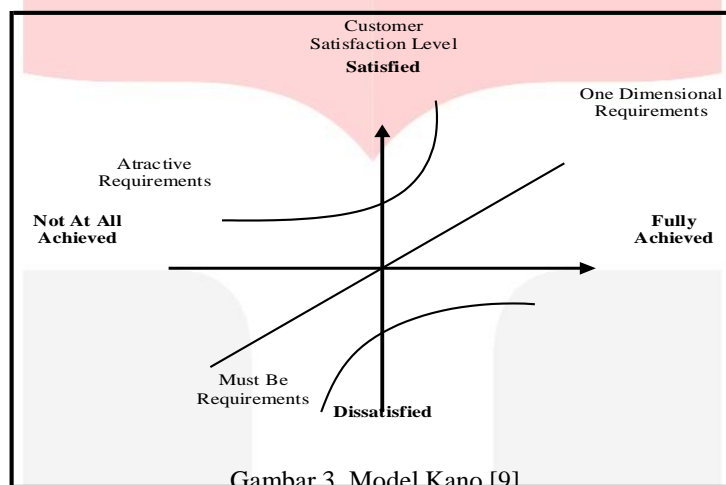 Customer
Satisfaction Level
Satisfied
One Dimensional
Requirements
Atractive
Requirements
Not At All
Achieved
Fully
Achieved
Must Be
Requirements
Dissatisfied
Gambar 3. Model Kano [9]